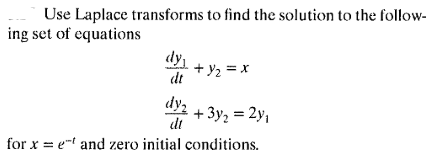 Use Laplace transforms to find the solution to the follow-
ing set of equations
dy₁/dt + y₂ = x
dy₂/dt + 3y₂ = 2y₁
for x = e⁻ᵗ and zero initial conditions.